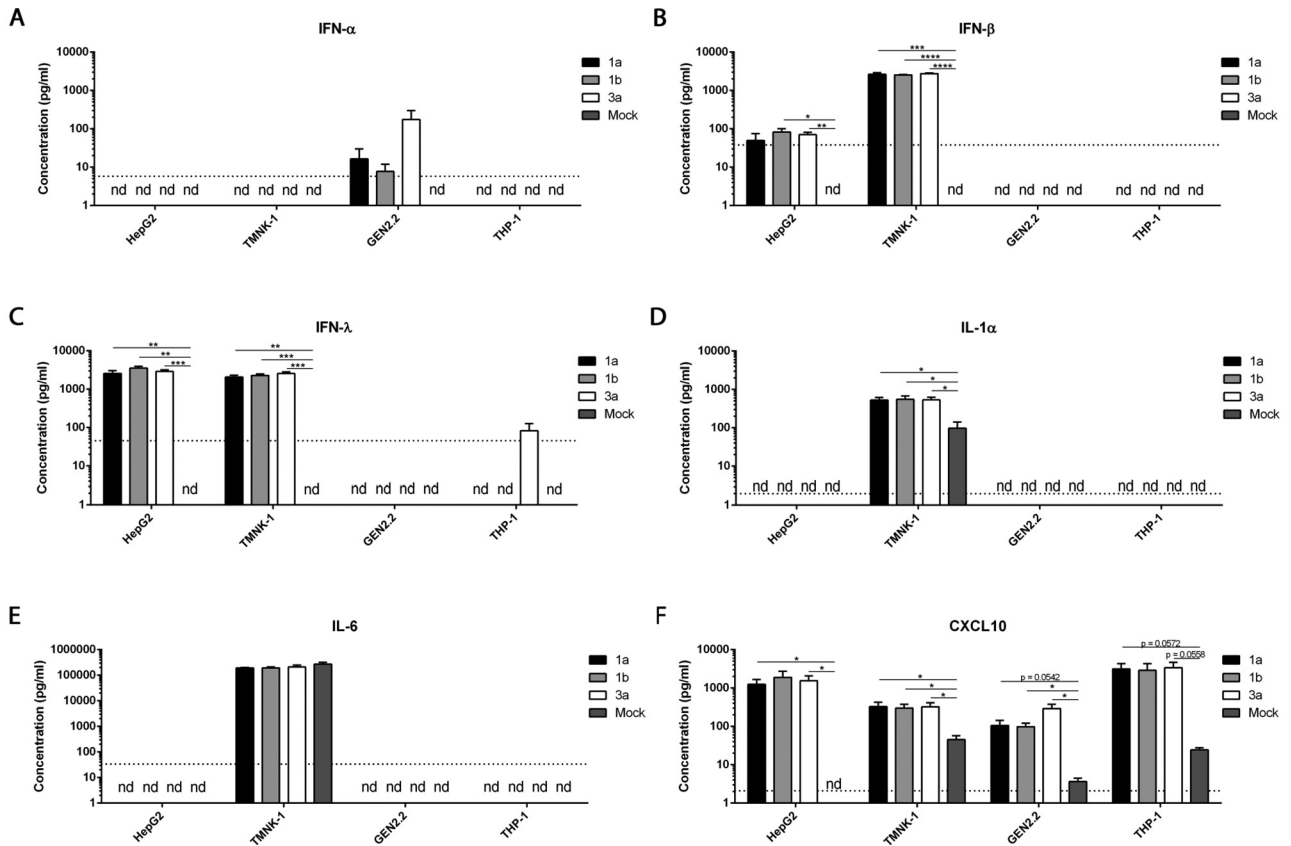 A
IFN-α
Concentration (pg/ml)
10000
1000
100
10
1
nd nd nd nd
nd nd nd nd
nd
nd nd nd nd
HepG2
TMNK-1
GEN2.2
THP-1
1a
1b
3a
Mock
B
IFN-β
Concentration (pg/ml)
10000
1000
100
10
1
*
**
nd
***
****
****
nd
nd nd nd nd
nd nd nd nd
HepG2
TMNK-1
GEN2.2
THP-1
1a
1b
3a
Mock
C
IFN-λ
Concentration (pg/ml)
10000
1000
100
10
1
**
**
***
nd
**
***
***
nd
nd nd nd nd
nd nd nd
HepG2
TMNK-1
GEN2.2
THP-1
1a
1b
3a
Mock
D
IL-1α
Concentration (pg/ml)
10000
1000
100
10
1
nd nd nd nd
*
*
*
nd nd nd nd
nd nd nd nd
HepG2
TMNK-1
GEN2.2
THP-1
1a
1b
3a
Mock
E
IL-6
Concentration (pg/ml)
1000000
100000
10000
1000
100
10
1
nd nd nd nd
nd nd nd nd
nd nd nd nd
HepG2
TMNK-1
GEN2.2
THP-1
1a
1b
3a
Mock
F
CXCL10
Concentration (pg/ml)
10000
1000
100
10
1
*
*
nd
*
*
*
p = 0.0542
*
*
p = 0.0572
p = 0.0558
HepG2
TMNK-1
GEN2.2
THP-1
1a
1b
3a
Mock